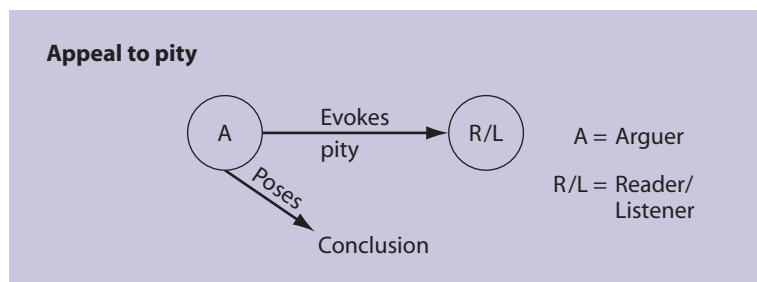 Appeal to pity
A
Evokes
pity
R/L
Poses
Conclusion
A = Arguer
R/L = Reader/
Listener